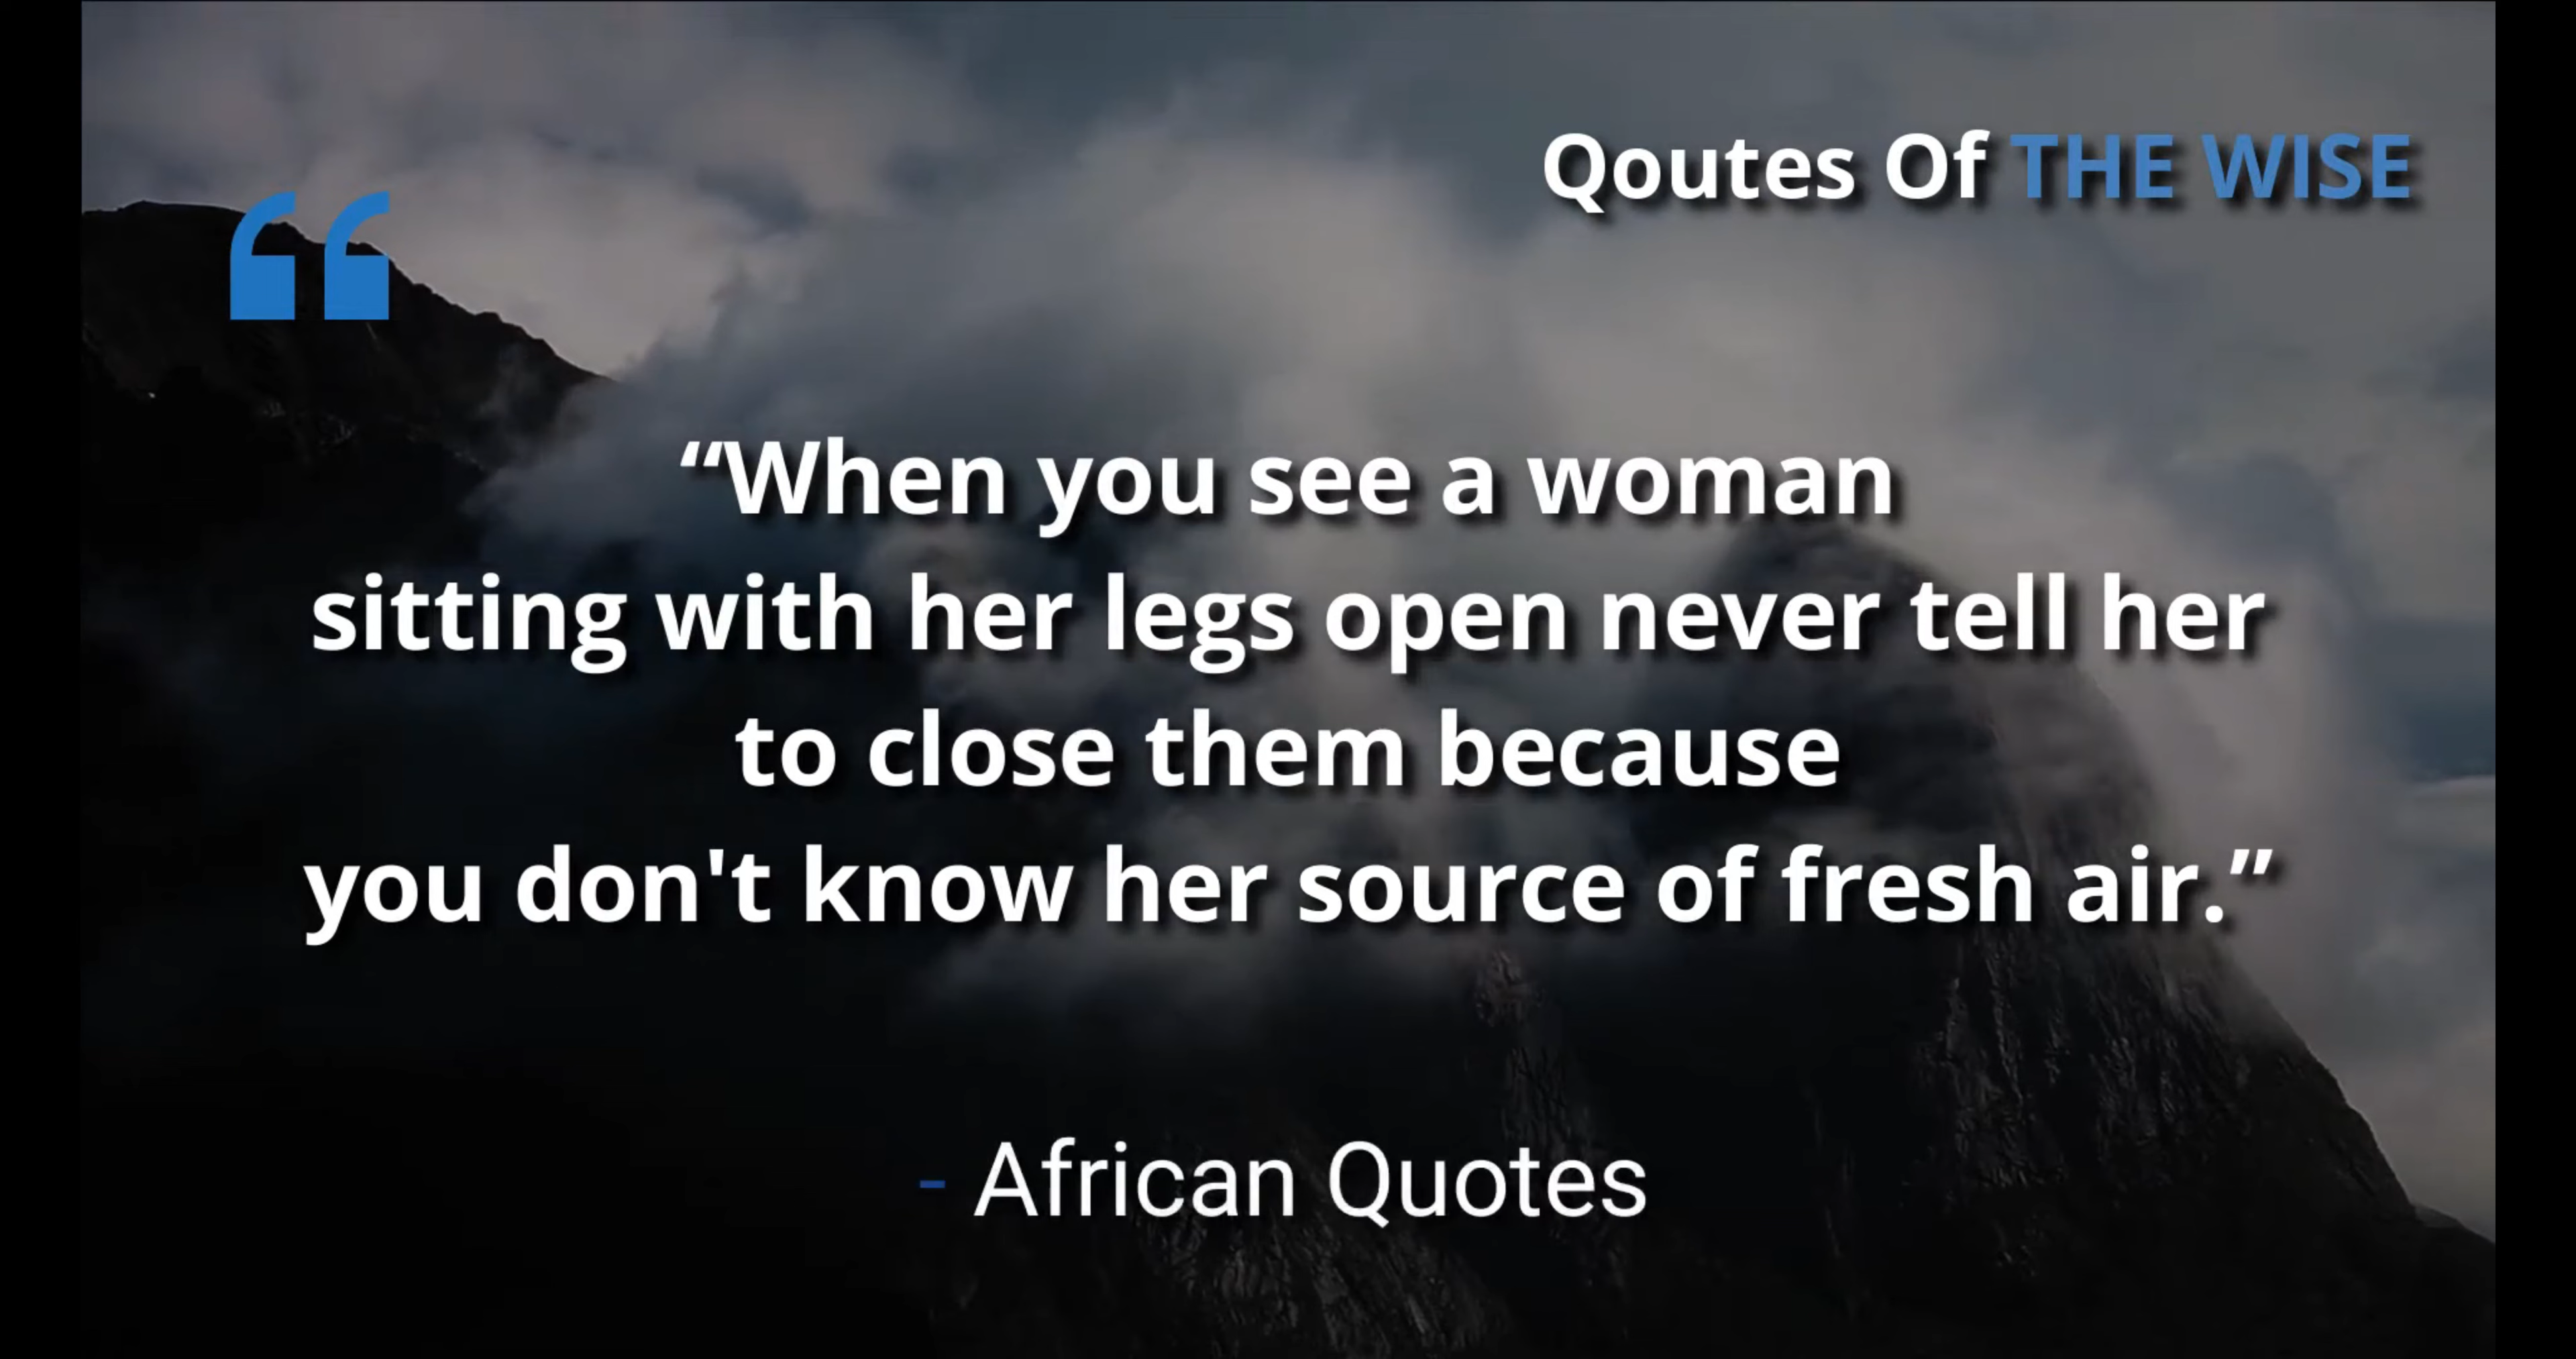 Qoutes Of THE WISE
“When you see a woman
sitting with her legs open never tell her
to close them because
you don't know her source of fresh air.”
- African Quotes